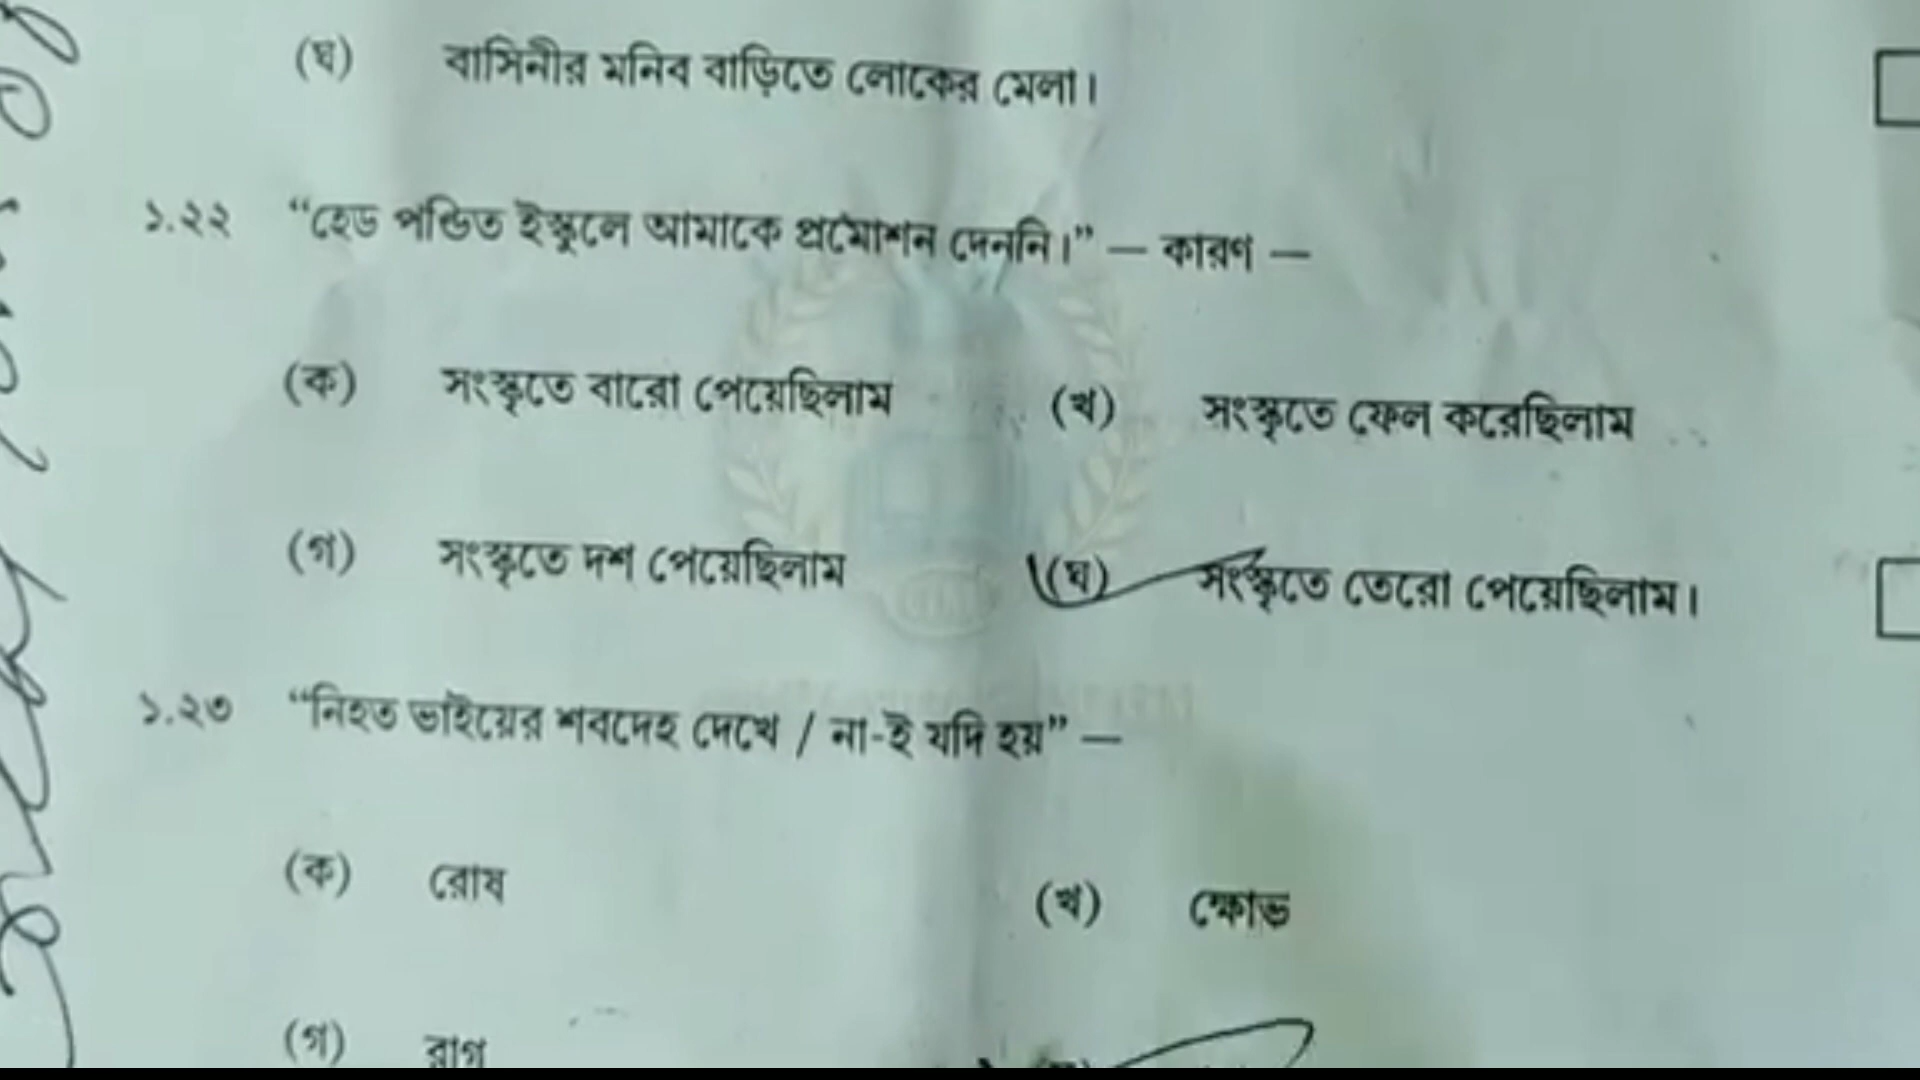 (ঘ) বাসিনীর মনিব বাড়িতে লোকের মেলা।
১.২২ “হেড পন্ডিত ইস্কুলে আমাকে প্রমোশন দেননি।” — কারণ —
(ক) সংস্কৃতে বারো পেয়েছিলাম (খ) সংস্কৃতে ফেল করেছিলাম
(গ) সংস্কৃতে দশ পেয়েছিলাম (ঘ) সংস্কৃতে তেরো পেয়েছিলাম।
১.২৩ “নিহত ভাইয়ের শবদেহ দেখে / না-ই যদি হয়” —
(ক) রোষ (খ) ক্ষোভ
(গ) রাগ